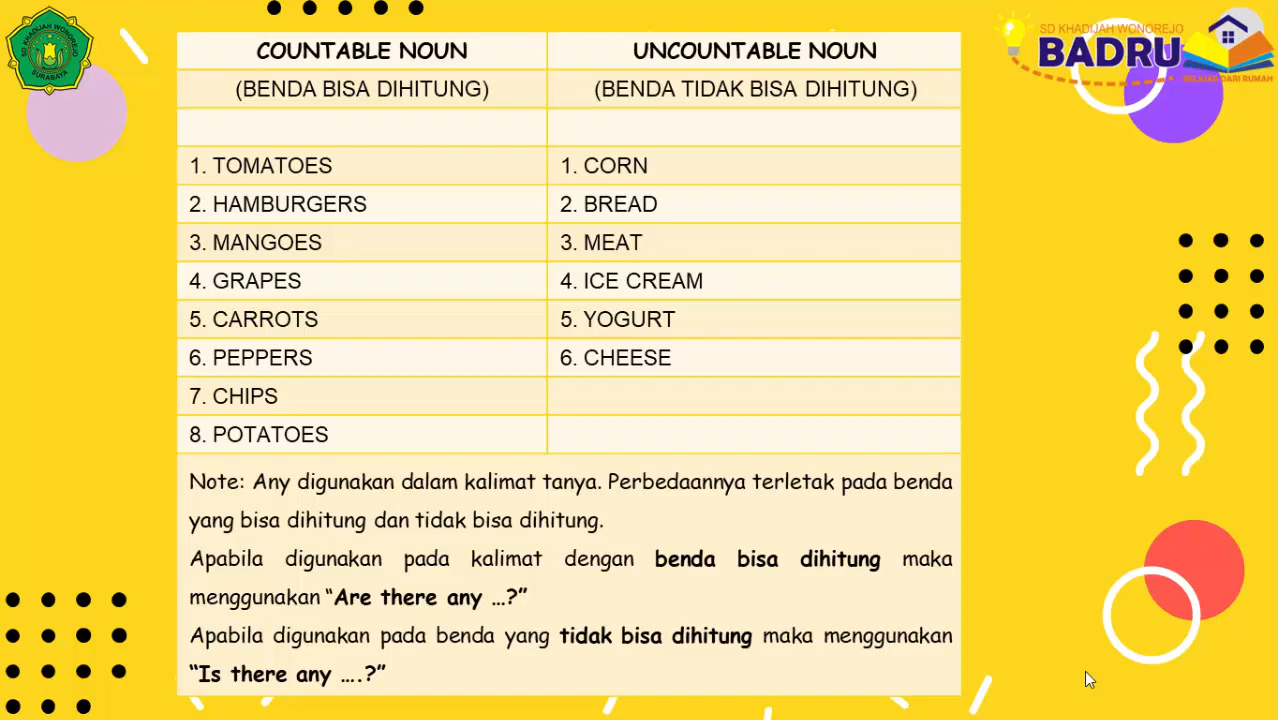 SD KHADIJAH WONOREJO
SURABAYA
SD KHADIJAH WONOREJO
BADRU
BELAJAR DARI RUMAH
COUNTABLE NOUN UNCOUNTABLE NOUN
(BENDA BISA DIHITUNG) (BENDA TIDAK BISA DIHITUNG)
1. TOMATOES 1. CORN
2. HAMBURGERS 2. BREAD
3. MANGOES 3. MEAT
4. GRAPES 4. ICE CREAM
5. CARROTS 5. YOGURT
6. PEPPERS 6. CHEESE
7. CHIPS
8. POTATOES
Note: Any digunakan dalam kalimat tanya. Perbedaannya terletak pada benda
yang bisa dihitung dan tidak bisa dihitung.
Apabila digunakan pada kalimat dengan benda bisa dihitung maka
menggunakan “Are there any …?”
Apabila digunakan pada benda yang tidak bisa dihitung maka menggunakan
“Is there any ….?”